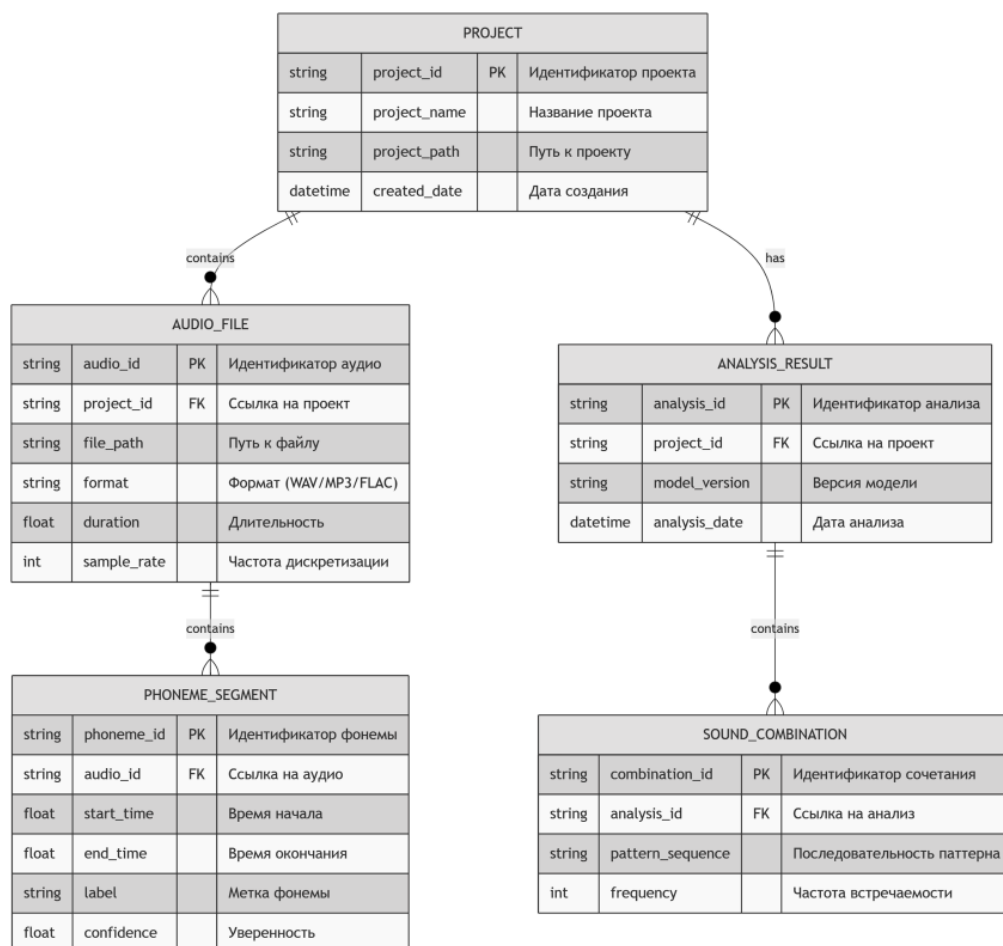 PROJECT
string project_id PK Идентификатор проекта
string project_name Название проекта
string project_path Путь к проекту
datetime created_date Дата создания
contains
has
AUDIO_FILE
string audio_id PK Идентификатор аудио
string project_id FK Ссылка на проект
string file_path Путь к файлу
string format Формат (WAV/MP3/FLAC)
float duration Длительность
int sample_rate Частота дискретизации
ANALYSIS_RESULT
string analysis_id PK Идентификатор анализа
string project_id FK Ссылка на проект
string model_version Версия модели
datetime analysis_date Дата анализа
contains
contains
PHONEME_SEGMENT
string phoneme_id PK Идентификатор фонемы
string audio_id FK Ссылка на аудио
float start_time Время начала
float end_time Время окончания
string label Метка фонемы
float confidence Уверенность
SOUND_COMBINATION
string combination_id PK Идентификатор сочетания
string analysis_id FK Ссылка на анализ
string pattern_sequence Последовательность паттерна
int frequency Частота встречаемости